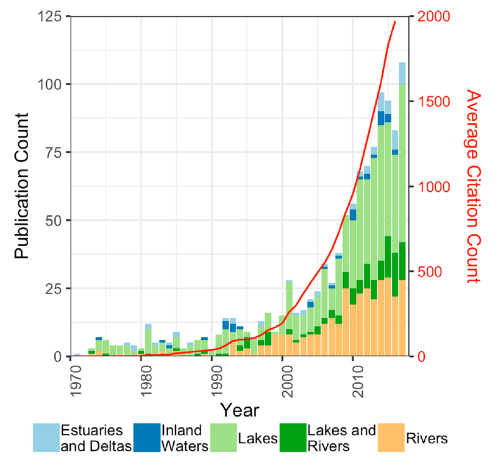 125
100
75
50
25
0
Publication Count
2000
1500
1000
500
0
Average Citation Count
1970
1980
1990
2000
2010
Year
Estuaries
and Deltas
Inland
Waters
Lakes
Lakes and
Rivers
Rivers